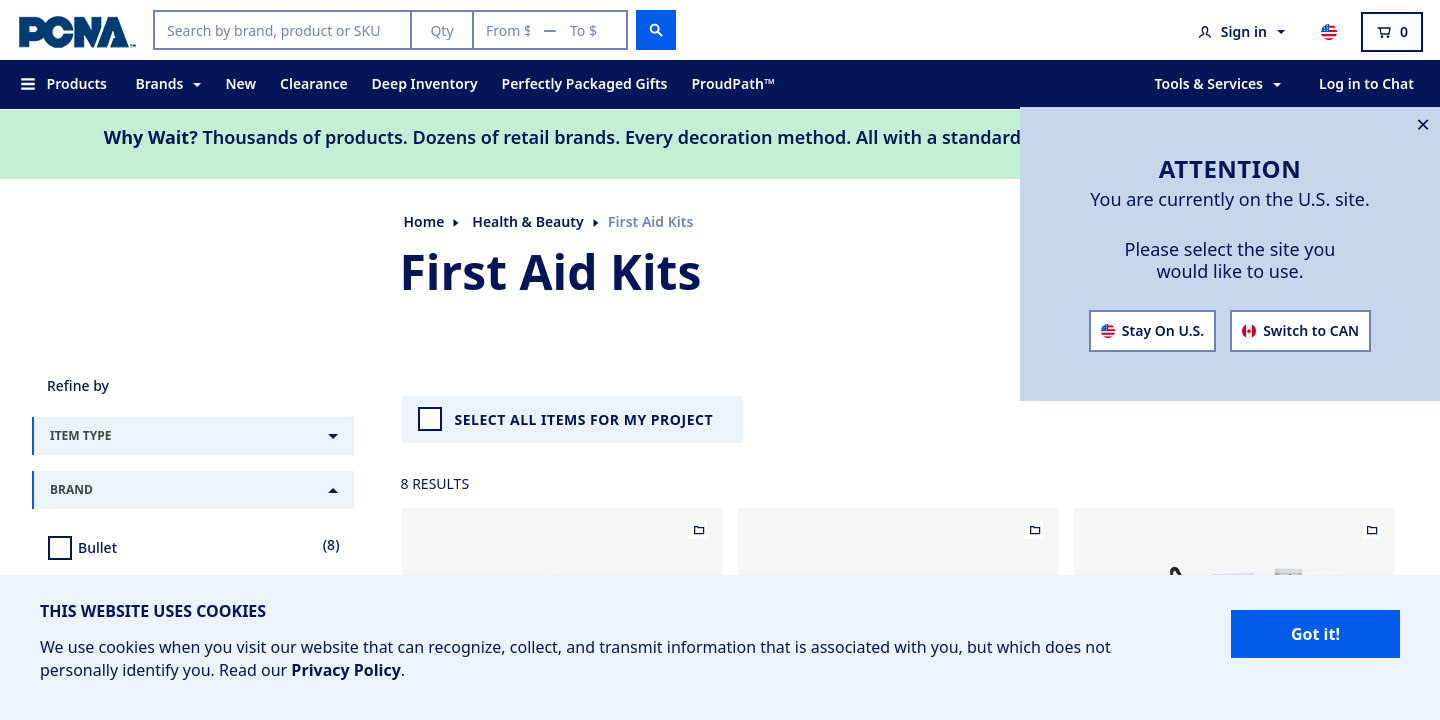 PCNA™
Search by brand, product or SKU
Qty
From $ — To $
Sign in
0
Products
Brands
New
Clearance
Deep Inventory
Perfectly Packaged Gifts
ProudPath™
Tools & Services
Log in to Chat
Why Wait? Thousands of products. Dozens of retail brands. Every decoration method. All with a standard
ATTENTION
You are currently on the U.S. site.
Please select the site you
would like to use.
Stay On U.S.
Switch to CAN
Home
Health & Beauty
First Aid Kits
First Aid Kits
Refine by
ITEM TYPE
BRAND
Bullet
(8)
SELECT ALL ITEMS FOR MY PROJECT
8 RESULTS
THIS WEBSITE USES COOKIES
We use cookies when you visit our website that can recognize, collect, and transmit information that is associated with you, but which does not
personally identify you. Read our Privacy Policy.
Got it!